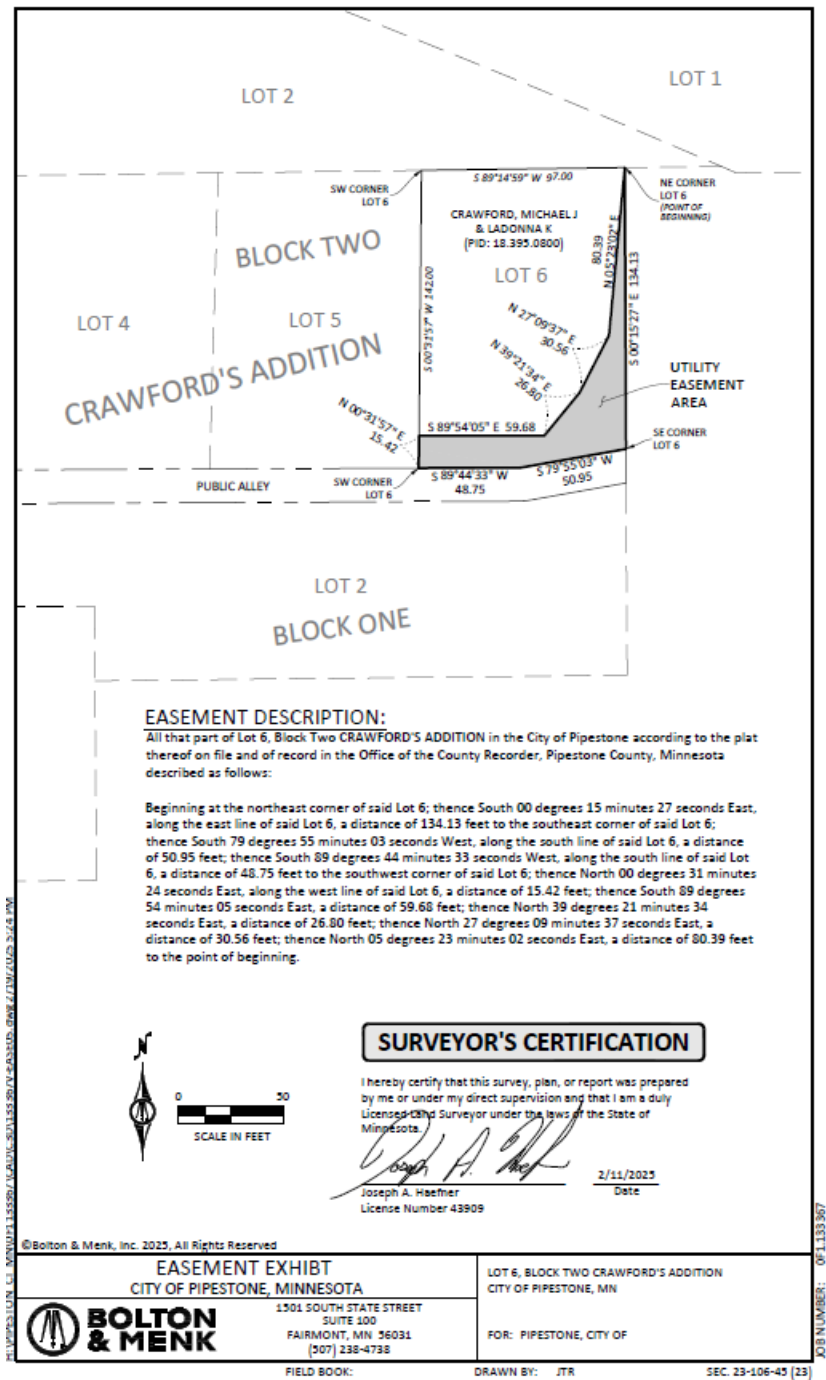 LOT 1
LOT 2
S 89°14'59" W 97.00
SW CORNER
LOT 6
NE CORNER
LOT 6
(POINT OF
BEGINNING)
CRAWFORD, MICHAEL J
& LADONNA K
(PID: 18.395.0800)
BLOCK TWO
LOT 6
80.39
N 05°23'02" E
S 00°15'27" E 134.13
S 00°31'57" W 142.00
LOT 4
LOT 5
N 27°09'37" E
30.56
CRAWFORD'S ADDITION
N 39°21'34" E
26.80
UTILITY
EASEMENT
AREA
N 00°31'57" E
15.42
S 89°54'05" E 59.68
SE CORNER
LOT 6
PUBLIC ALLEY
SW CORNER
LOT 6
S 89°44'33" W
48.75
S 79°55'03" W
50.95
LOT 2
BLOCK ONE
EASEMENT DESCRIPTION:
All that part of Lot 6, Block Two CRAWFORD'S ADDITION in the City of Pipestone according to the plat
thereof on file and of record in the Office of the County Recorder, Pipestone County, Minnesota
described as follows:
Beginning at the northeast corner of said Lot 6; thence South 00 degrees 15 minutes 27 seconds East,
along the east line of said Lot 6, a distance of 134.13 feet to the southeast corner of said Lot 6;
thence South 79 degrees 55 minutes 03 seconds West, along the south line of said Lot 6, a distance
of 50.95 feet; thence South 89 degrees 44 minutes 33 seconds West, along the south line of said Lot
6, a distance of 48.75 feet to the southwest corner of said Lot 6; thence North 00 degrees 31 minutes
24 seconds East, along the west line of said Lot 6, a distance of 15.42 feet; thence South 89 degrees
54 minutes 05 seconds East, a distance of 59.68 feet; thence North 39 degrees 21 minutes 34
seconds East, a distance of 26.80 feet; thence North 27 degrees 09 minutes 37 seconds East, a
distance of 30.56 feet; thence North 05 degrees 23 minutes 02 seconds East, a distance of 80.39 feet
to the point of beginning.
N
0 50
SCALE IN FEET
SURVEYOR'S CERTIFICATION
I hereby certify that this survey, plan, or report was prepared
by me or under my direct supervision and that I am a duly
Licensed Land Surveyor under the laws of the State of
Minnesota.
2/11/2025
Joseph A. Haefner
Date
License Number 43909
©Bolton & Menk, Inc. 2025, All Rights Reserved
EASEMENT EXHIBT
CITY OF PIPESTONE, MINNESOTA
BOLTON
& MENK
1501 SOUTH STATE STREET
SUITE 100
FAIRMONT, MN 56031
(507) 238-4738
LOT 6, BLOCK TWO CRAWFORD'S ADDITION
CITY OF PIPESTONE, MN
FOR: PIPESTONE, CITY OF
JOB NUMBER: 0F1.133367
FIELD BOOK:
DRAWN BY: JTR
SEC. 23-106-45 (23)